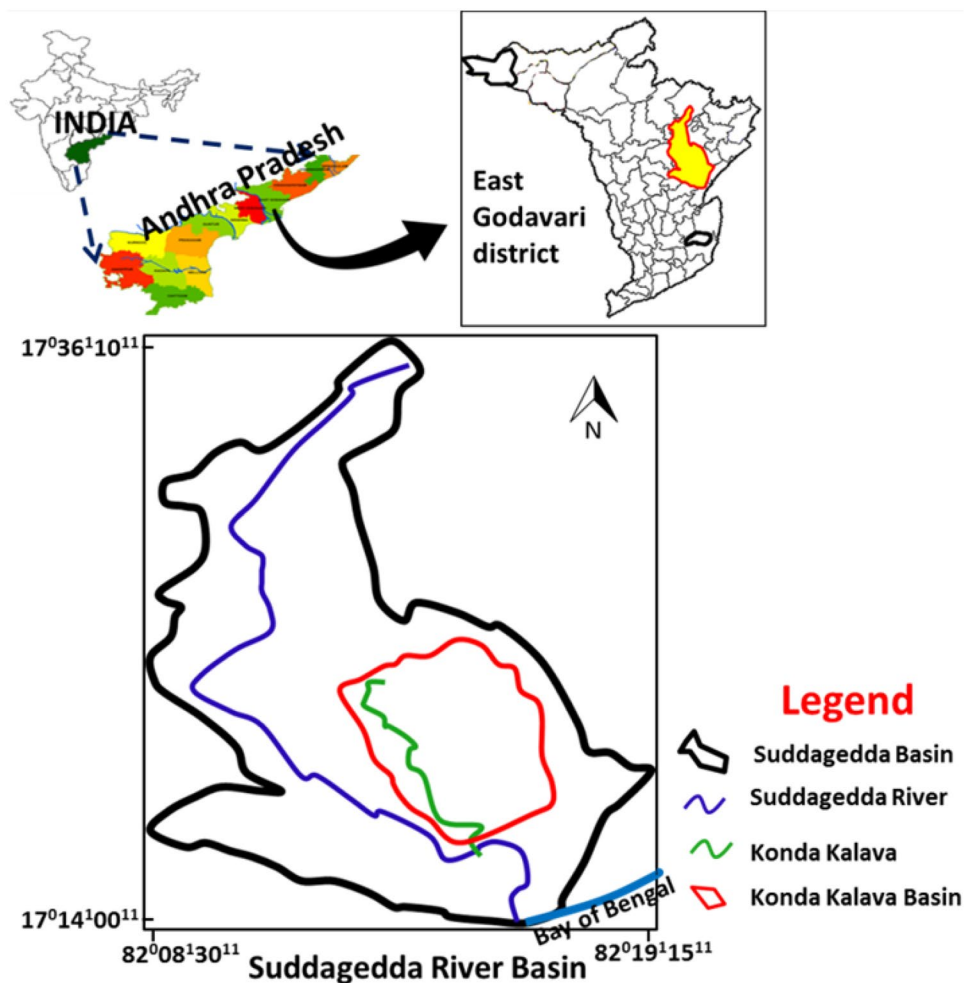 INDIA
Andhra Pradesh
East
Godavari
district
17⁰36¹10¹¹
N
Legend
Suddagedda Basin
Suddagedda River
Konda Kalava
Konda Kalava Basin
Bay of Bengal
17⁰14¹00¹¹
82⁰08¹30¹¹
82⁰19¹15¹¹
Suddagedda River Basin